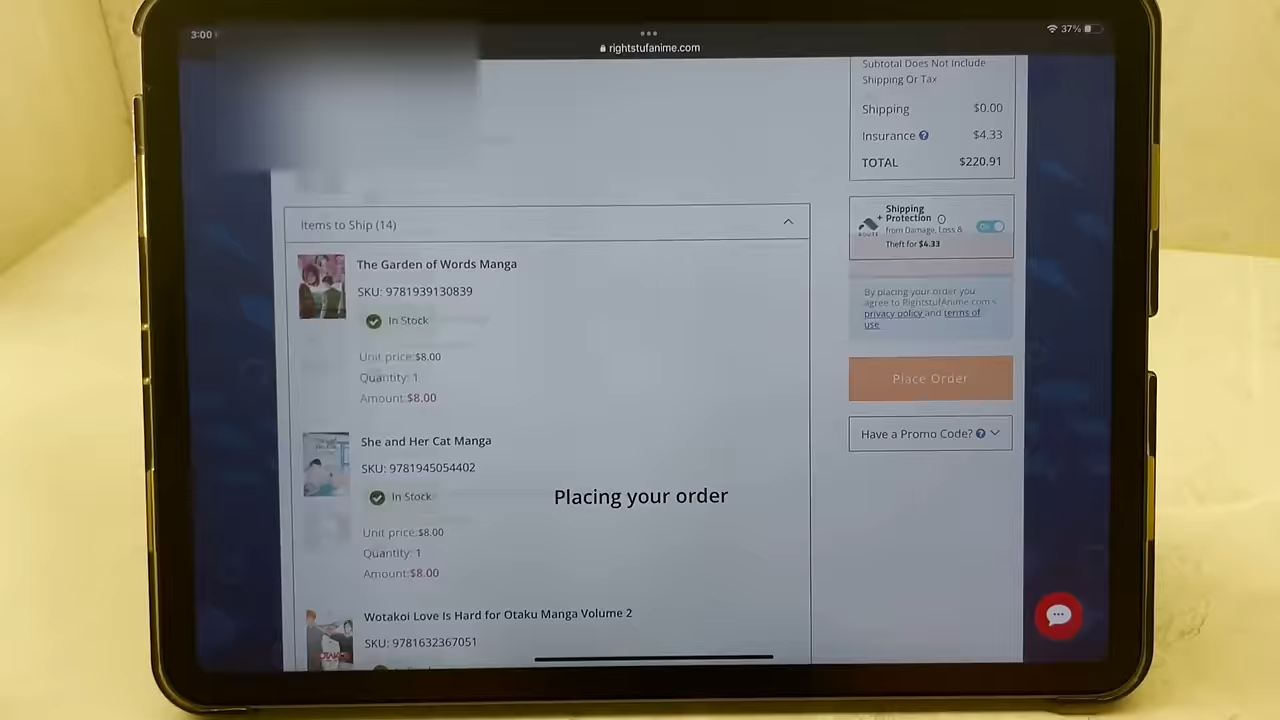 3:00
rightstufanime.com
37%
Subtotal Does Not Include
Shipping Or Tax
Shipping $0.00
Insurance $4.33
TOTAL $220.91
Shipping
Protection
from Damage, Loss &
Theft for $4.33
ROUTE
On
By placing your order you
agree to RightstufAnime.com's
privacy policy and terms of
use
Place Order
Have a Promo Code?
Items to Ship (14)
The Garden of Words Manga
SKU: 9781939130839
In Stock
Unit price:$8.00
Quantity: 1
Amount:$8.00
She and Her Cat Manga
SKU: 9781945054402
In Stock
Unit price:$8.00
Quantity: 1
Amount:$8.00
Placing your order
Wotakoi Love Is Hard for Otaku Manga Volume 2
SKU: 9781632367051